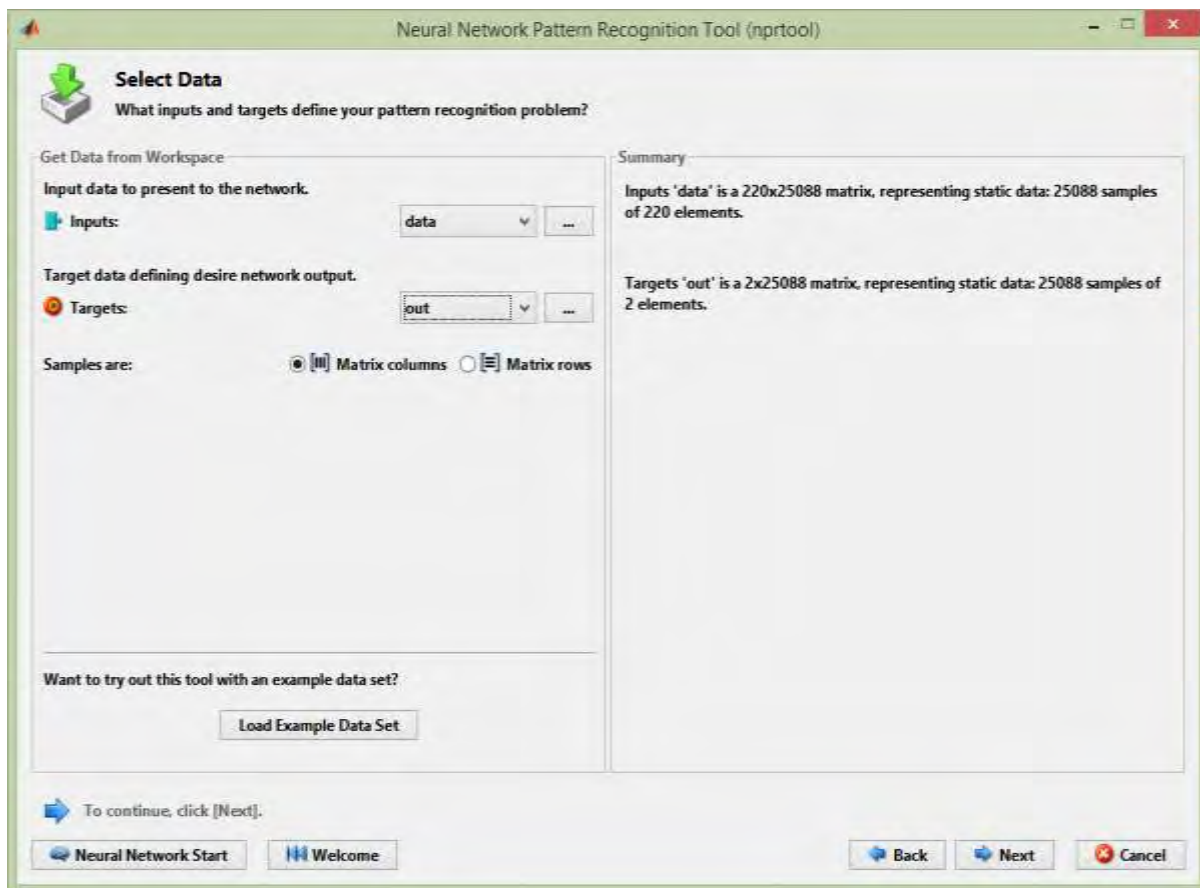 Neural Network Pattern Recognition Tool (nprtool)
Select Data
What inputs and targets define your pattern recognition problem?
Get Data from Workspace
Input data to present to the network.
Inputs: data ...
Target data defining desire network output.
Targets: out ...
Samples are: Matrix columns Matrix rows
Want to try out this tool with an example data set?
Load Example Data Set
Summary
Inputs 'data' is a 220x25088 matrix, representing static data: 25088 samples
of 220 elements.
Targets 'out' is a 2x25088 matrix, representing static data: 25088 samples of
2 elements.
To continue, click [Next].
Neural Network Start Welcome Back Next Cancel